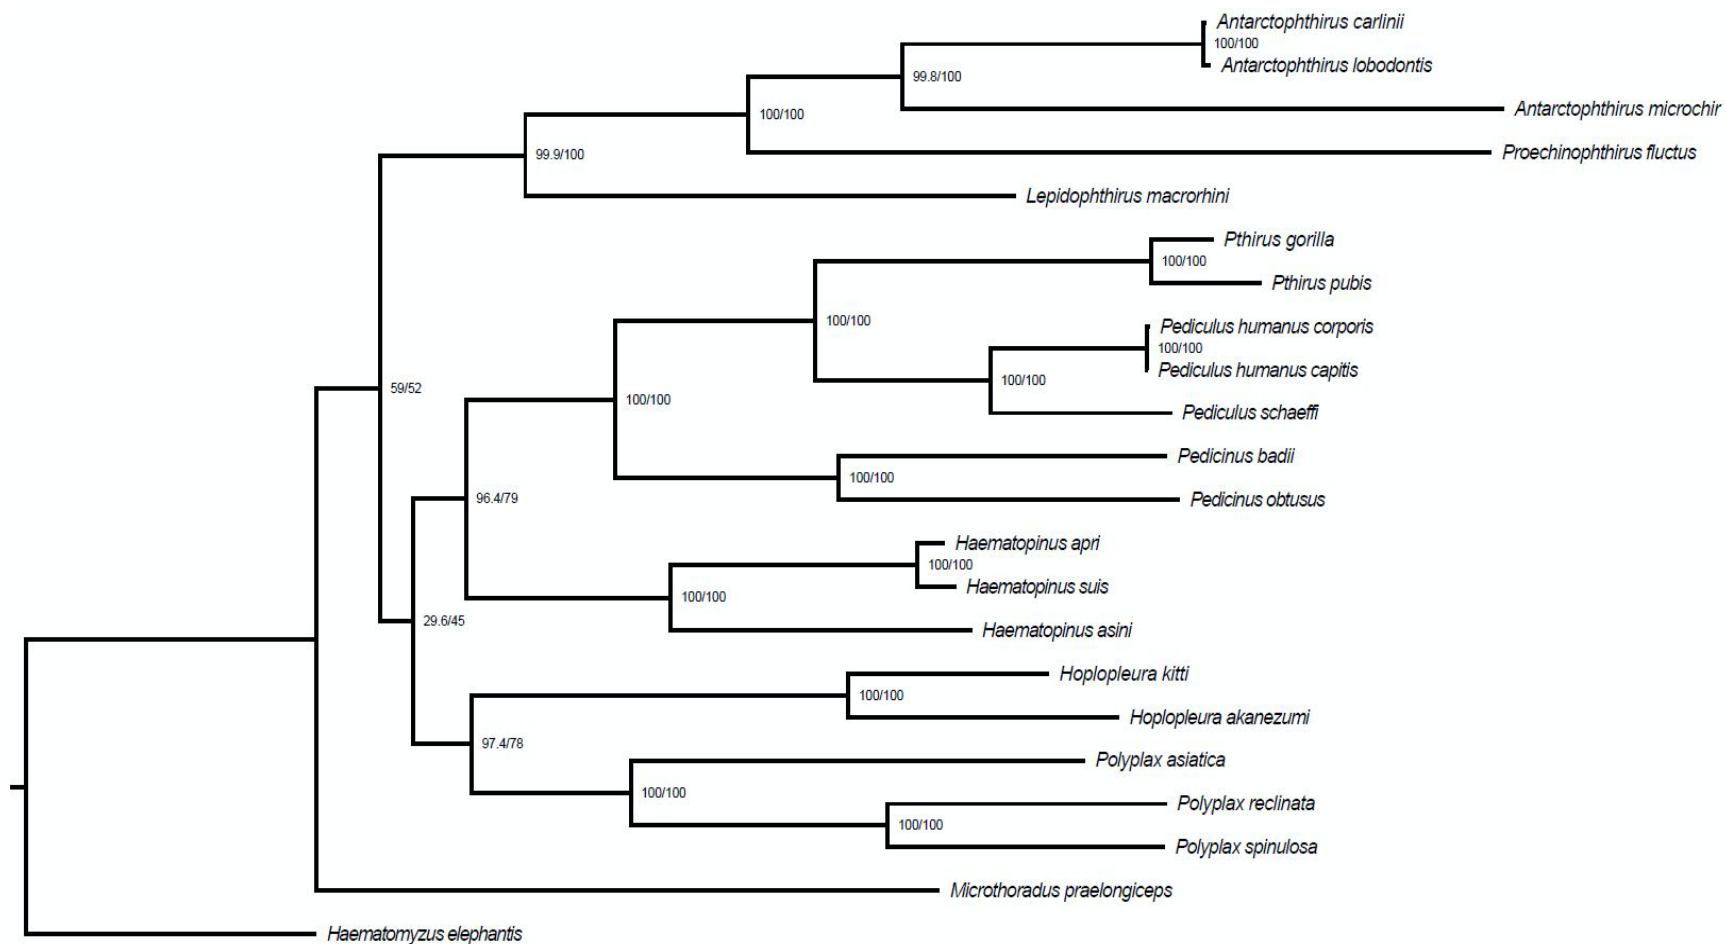 Antarctophthirus carlinii
100/100
Antarctophthirus lobodontis
99.8/100
Antarctophthirus microchir
100/100
Proechinophthirus fluctus
99.9/100
Lepidophthirus macrorhini
Pthirus gorilla
100/100
Pthirus pubis
100/100
Pediculus humanus corporis
100/100
Pediculus humanus capitis
100/100
59/52
100/100
Pediculus schaeffi
Pedicinus badii
100/100
96.4/79
Pedicinus obtusus
Haematopinus apri
100/100
Haematopinus suis
100/100
29.6/45
Haematopinus asini
Hoplopleura kitti
100/100
Hoplopleura akanezumi
97.4/78
Polyplax asiatica
100/100
Polyplax reclinata
100/100
Polyplax spinulosa
Microthoradus praelongiceps
Haematomyzus elephantis